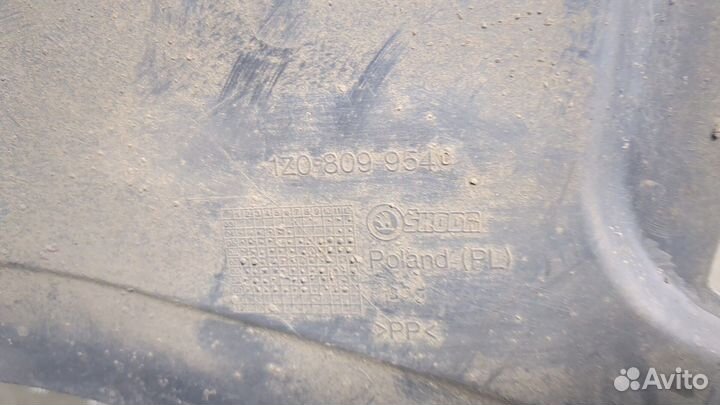 1Z0 809 954 C
ŠKODA
Poland (PL)
>PP<
Avito